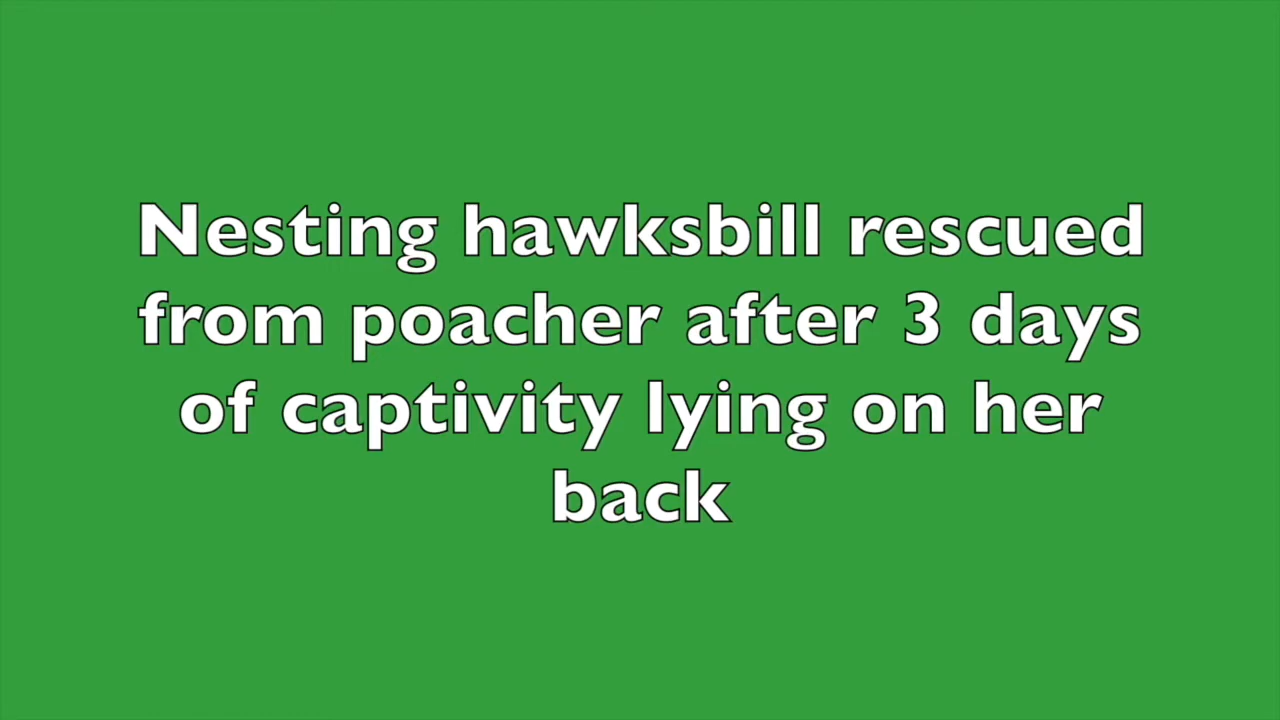 Nesting hawksbill rescued
from poacher after 3 days
of captivity lying on her
back